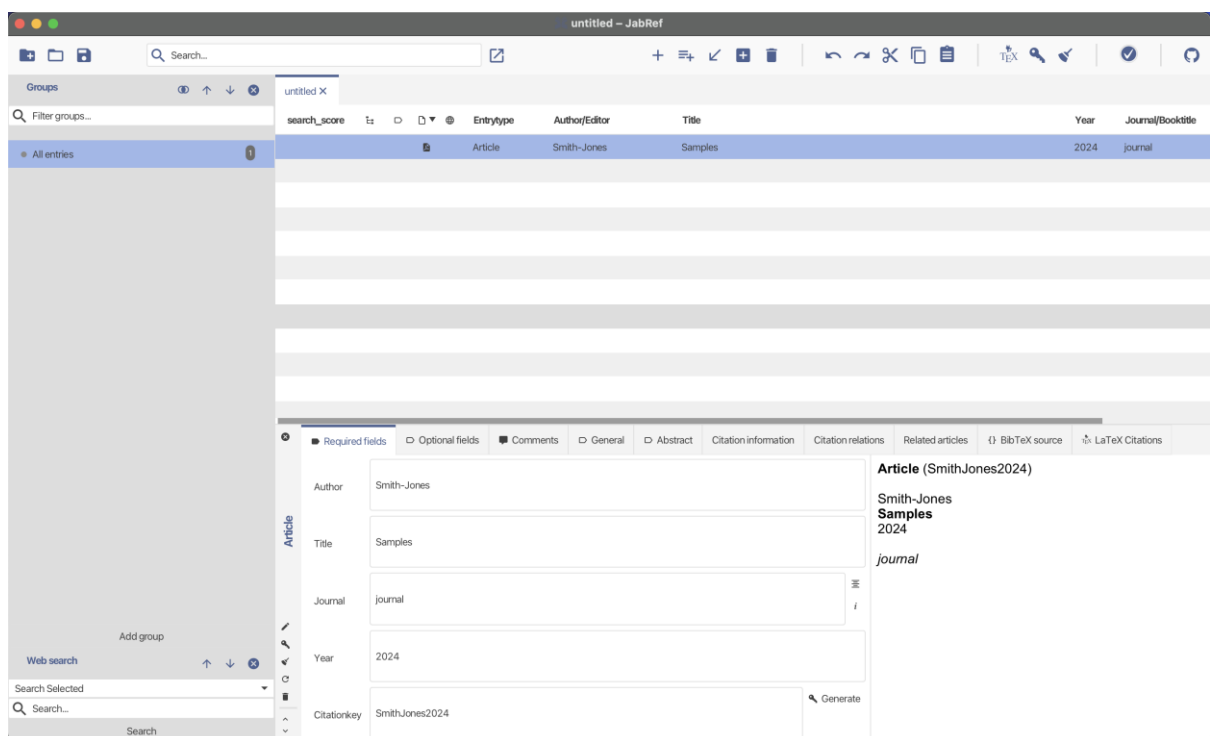 untitled – JabRef
Search...
TEX
Groups
Filter groups...
All entries
1
untitled
search_score Entrytype Author/Editor Title Year Journal/Booktitle
Article Smith-Jones Samples 2024 journal
Required fields Optional fields Comments General Abstract Citation information Citation relations Related articles {} BibTeX source TEX LaTeX Citations
Article
Author Smith-Jones
Title Samples
Journal journal
i
Year 2024
Citationkey SmithJones2024
Generate
Article (SmithJones2024)
Smith-Jones
Samples
2024
journal
Add group
Web search
Search Selected
Search...
Search